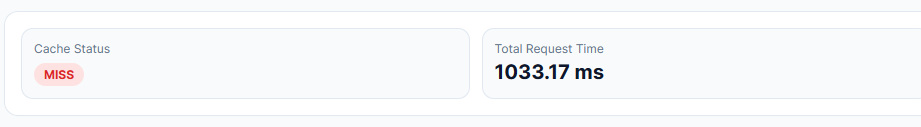 Cache Status
MISS
Total Request Time
1033.17 ms